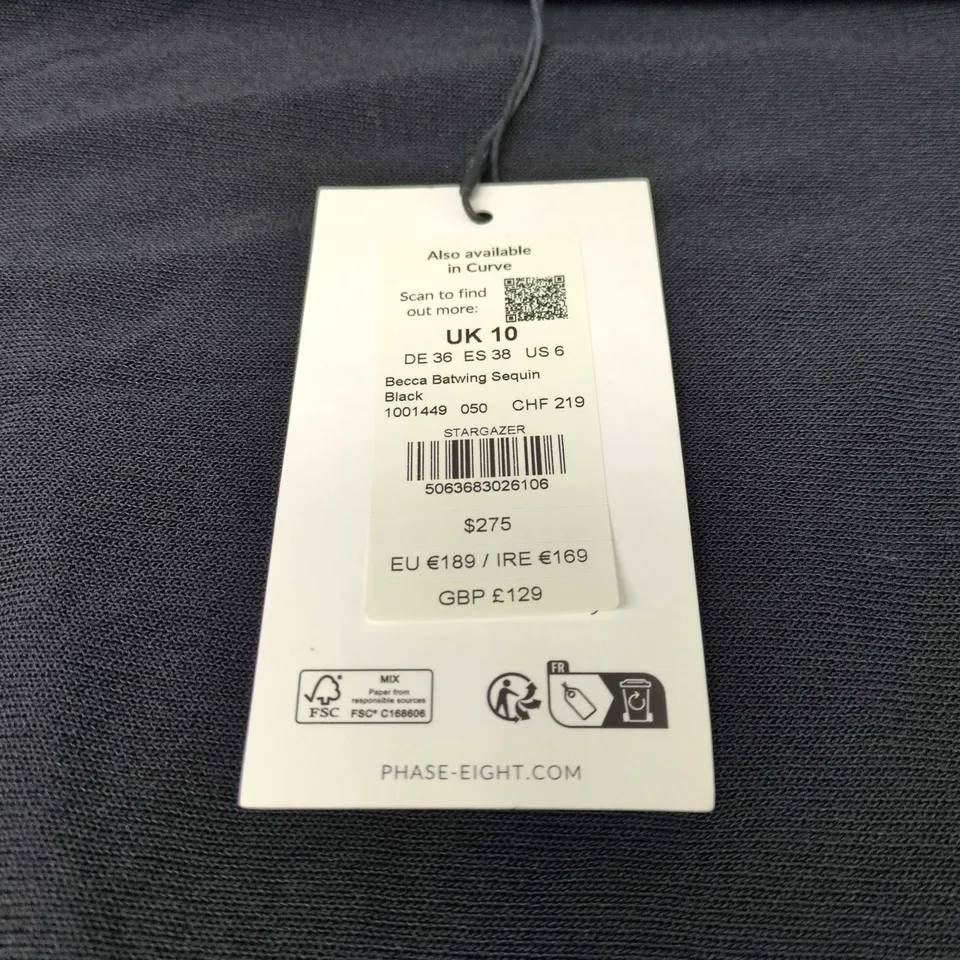 Also available
in Curve
Scan to find
out more:
UK 10
DE 36 ES 38 US 6
Becca Batwing Sequin
Black
1001449 050 CHF 219
STARGAZER
5063683026106
$275
EU €189 / IRE €169
GBP £129
FSC
MIX
Paper from
responsible sources
FSC® C168606
FR
PHASE-EIGHT.COM